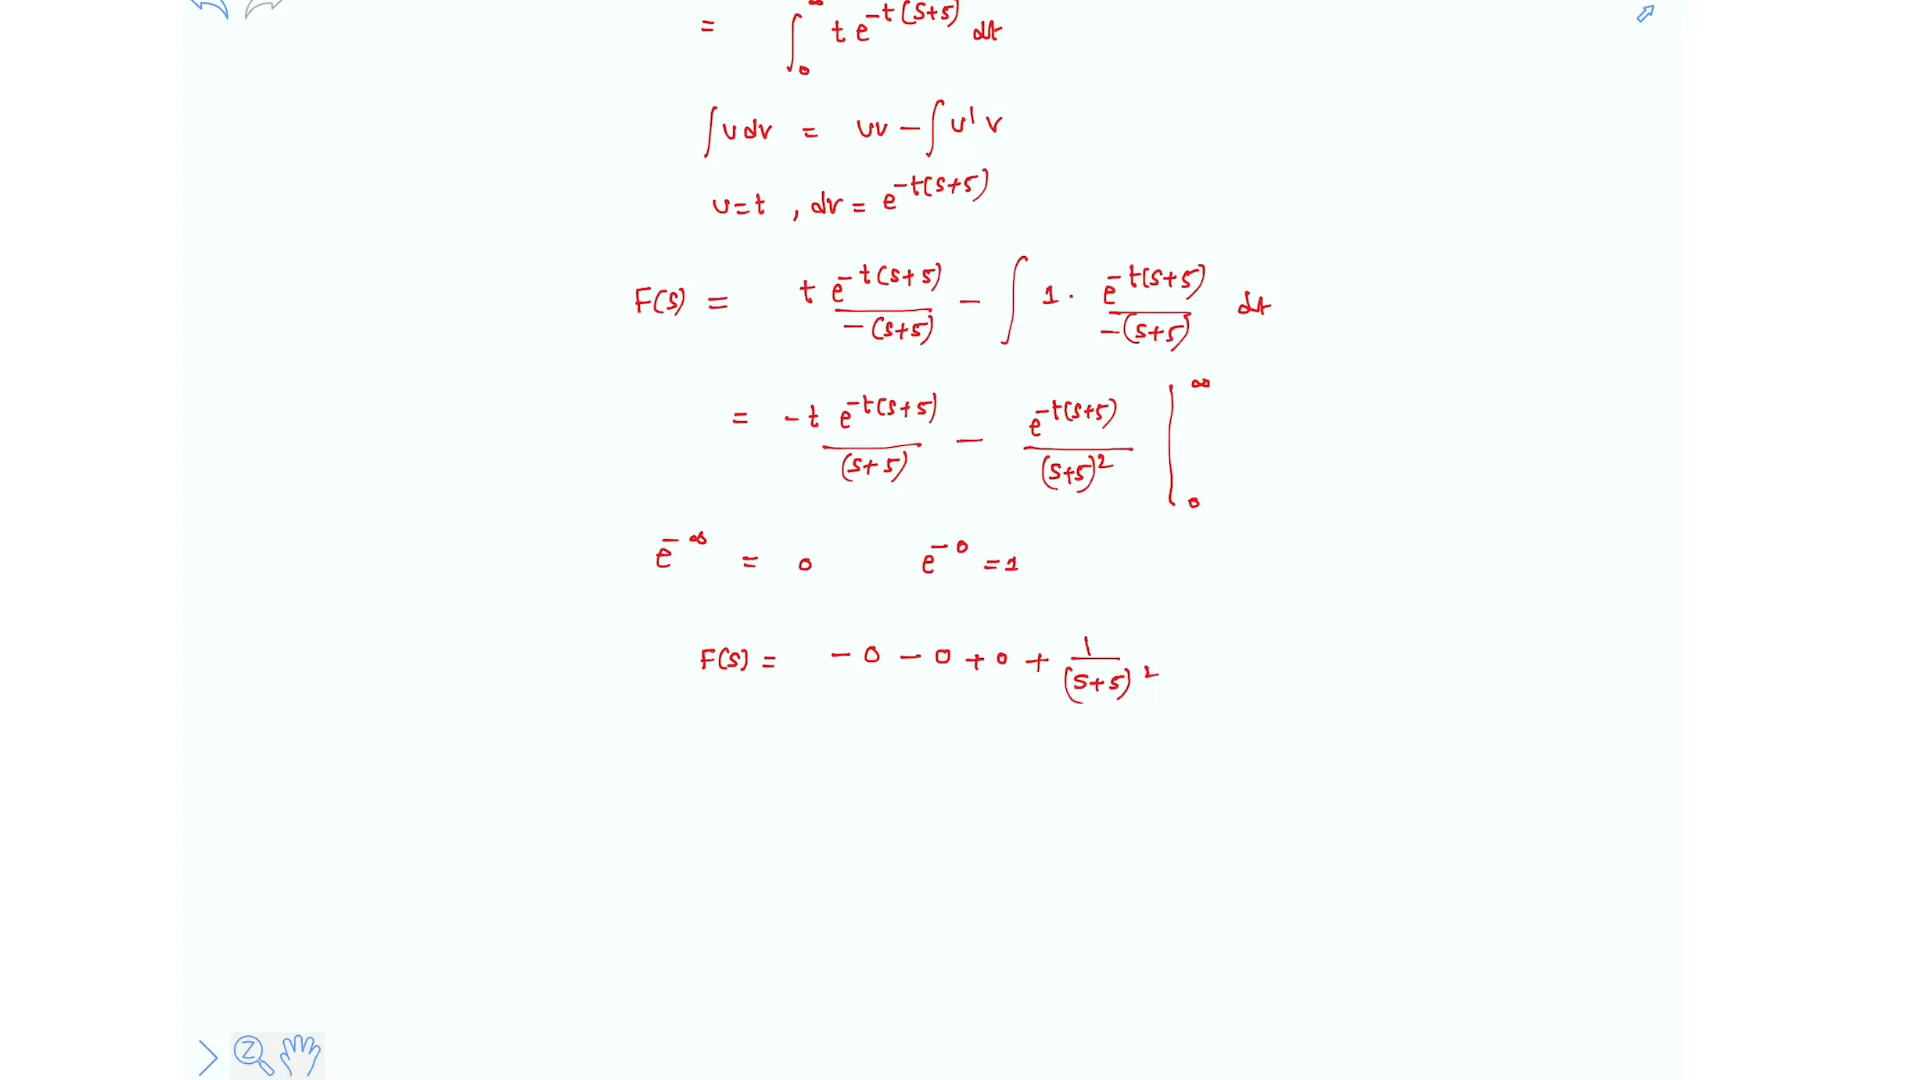 = ∫₀^∞ t e^{-t(s+5)} dt
∫u dv = uv - ∫u' v
u=t , dv = e^{-t(s+5)}
F(s) = t e^{-t(s+5)} / -(s+5) - ∫ 1 · e^{-t(s+5)} / -(s+5) dt
= -t e^{-t(s+5)} / (s+5) - e^{-t(s+5)} / (s+5)^2 |₀^∞
e^{-∞} = 0 e^{-0} = 1
F(s) = -0 - 0 + 0 + 1 / (s+5)^2